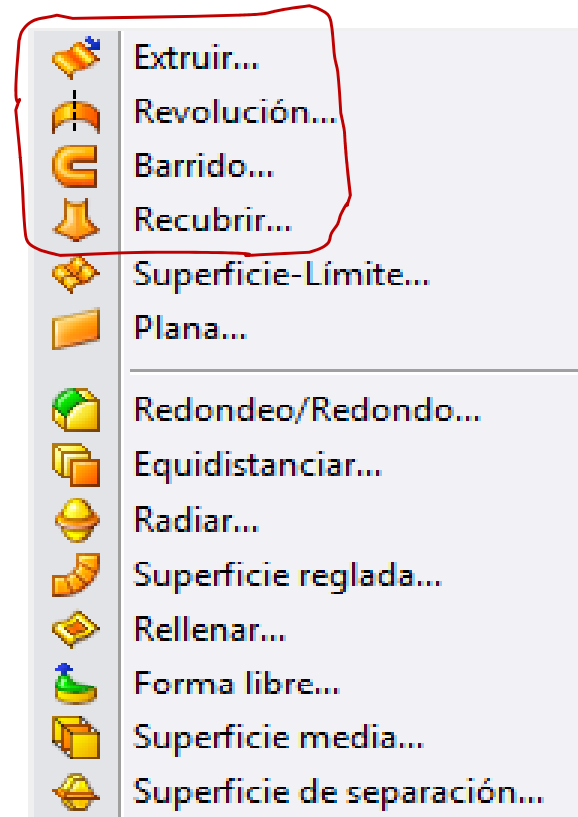 Extruir...
Revolución...
Barrido...
Recubrir...
Superficie-Límite...
Plana...
Redondeo/Redondo...
Equidistanciar...
Radiar...
Superficie reglada...
Rellenar...
Forma libre...
Superficie media...
Superficie de separación...